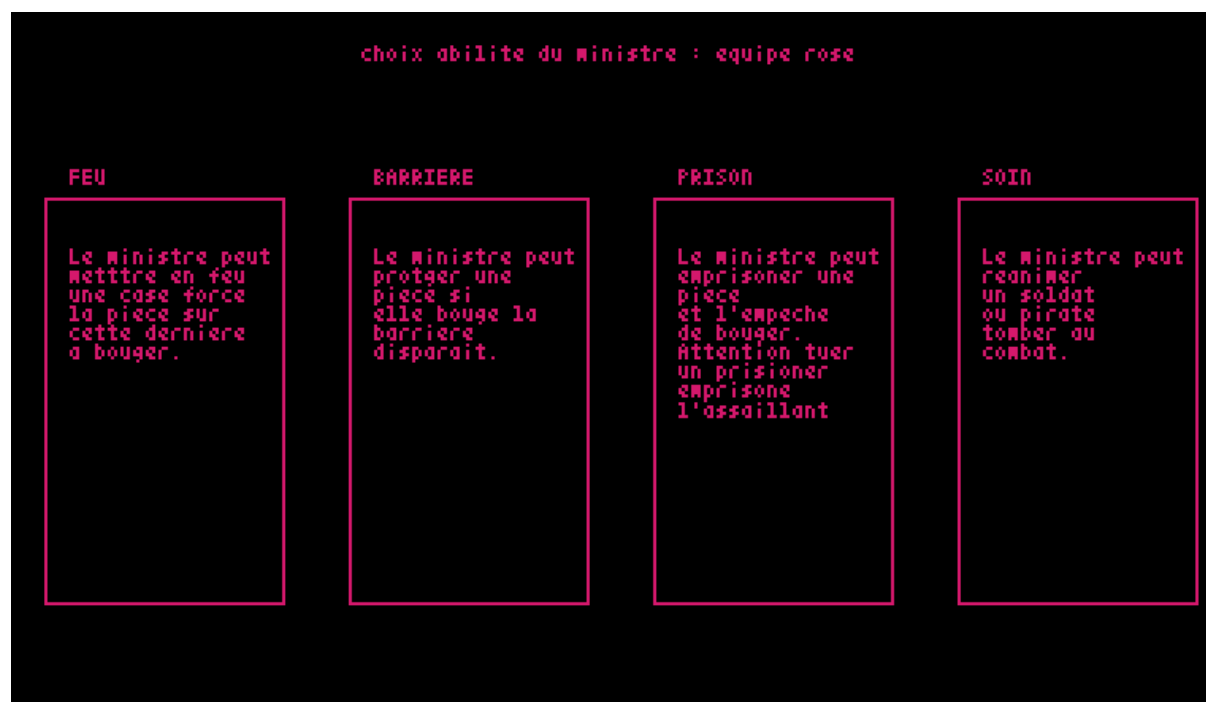 choix abilite du ministre : equipe rose
FEU
Le ministre peut
metttre en feu
une case force
la piece sur
cette derniere
a bouger.
BARRIERE
Le ministre peut
protger une
piece si
elle bouge la
barriere
disparait.
PRISON
Le ministre peut
emprisoner une
piece
et l'empeche
de bouger.
Attention tuer
un prisioner
emprisone
l'assaillant
SOIN
Le ministre peut
reanimer
un soldat
ou pirate
tomber au
combat.